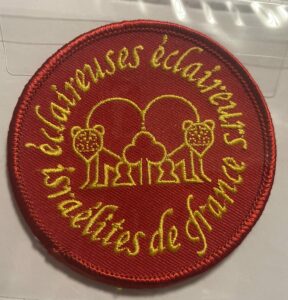 éclaireuses éclaireurs
israélites de france